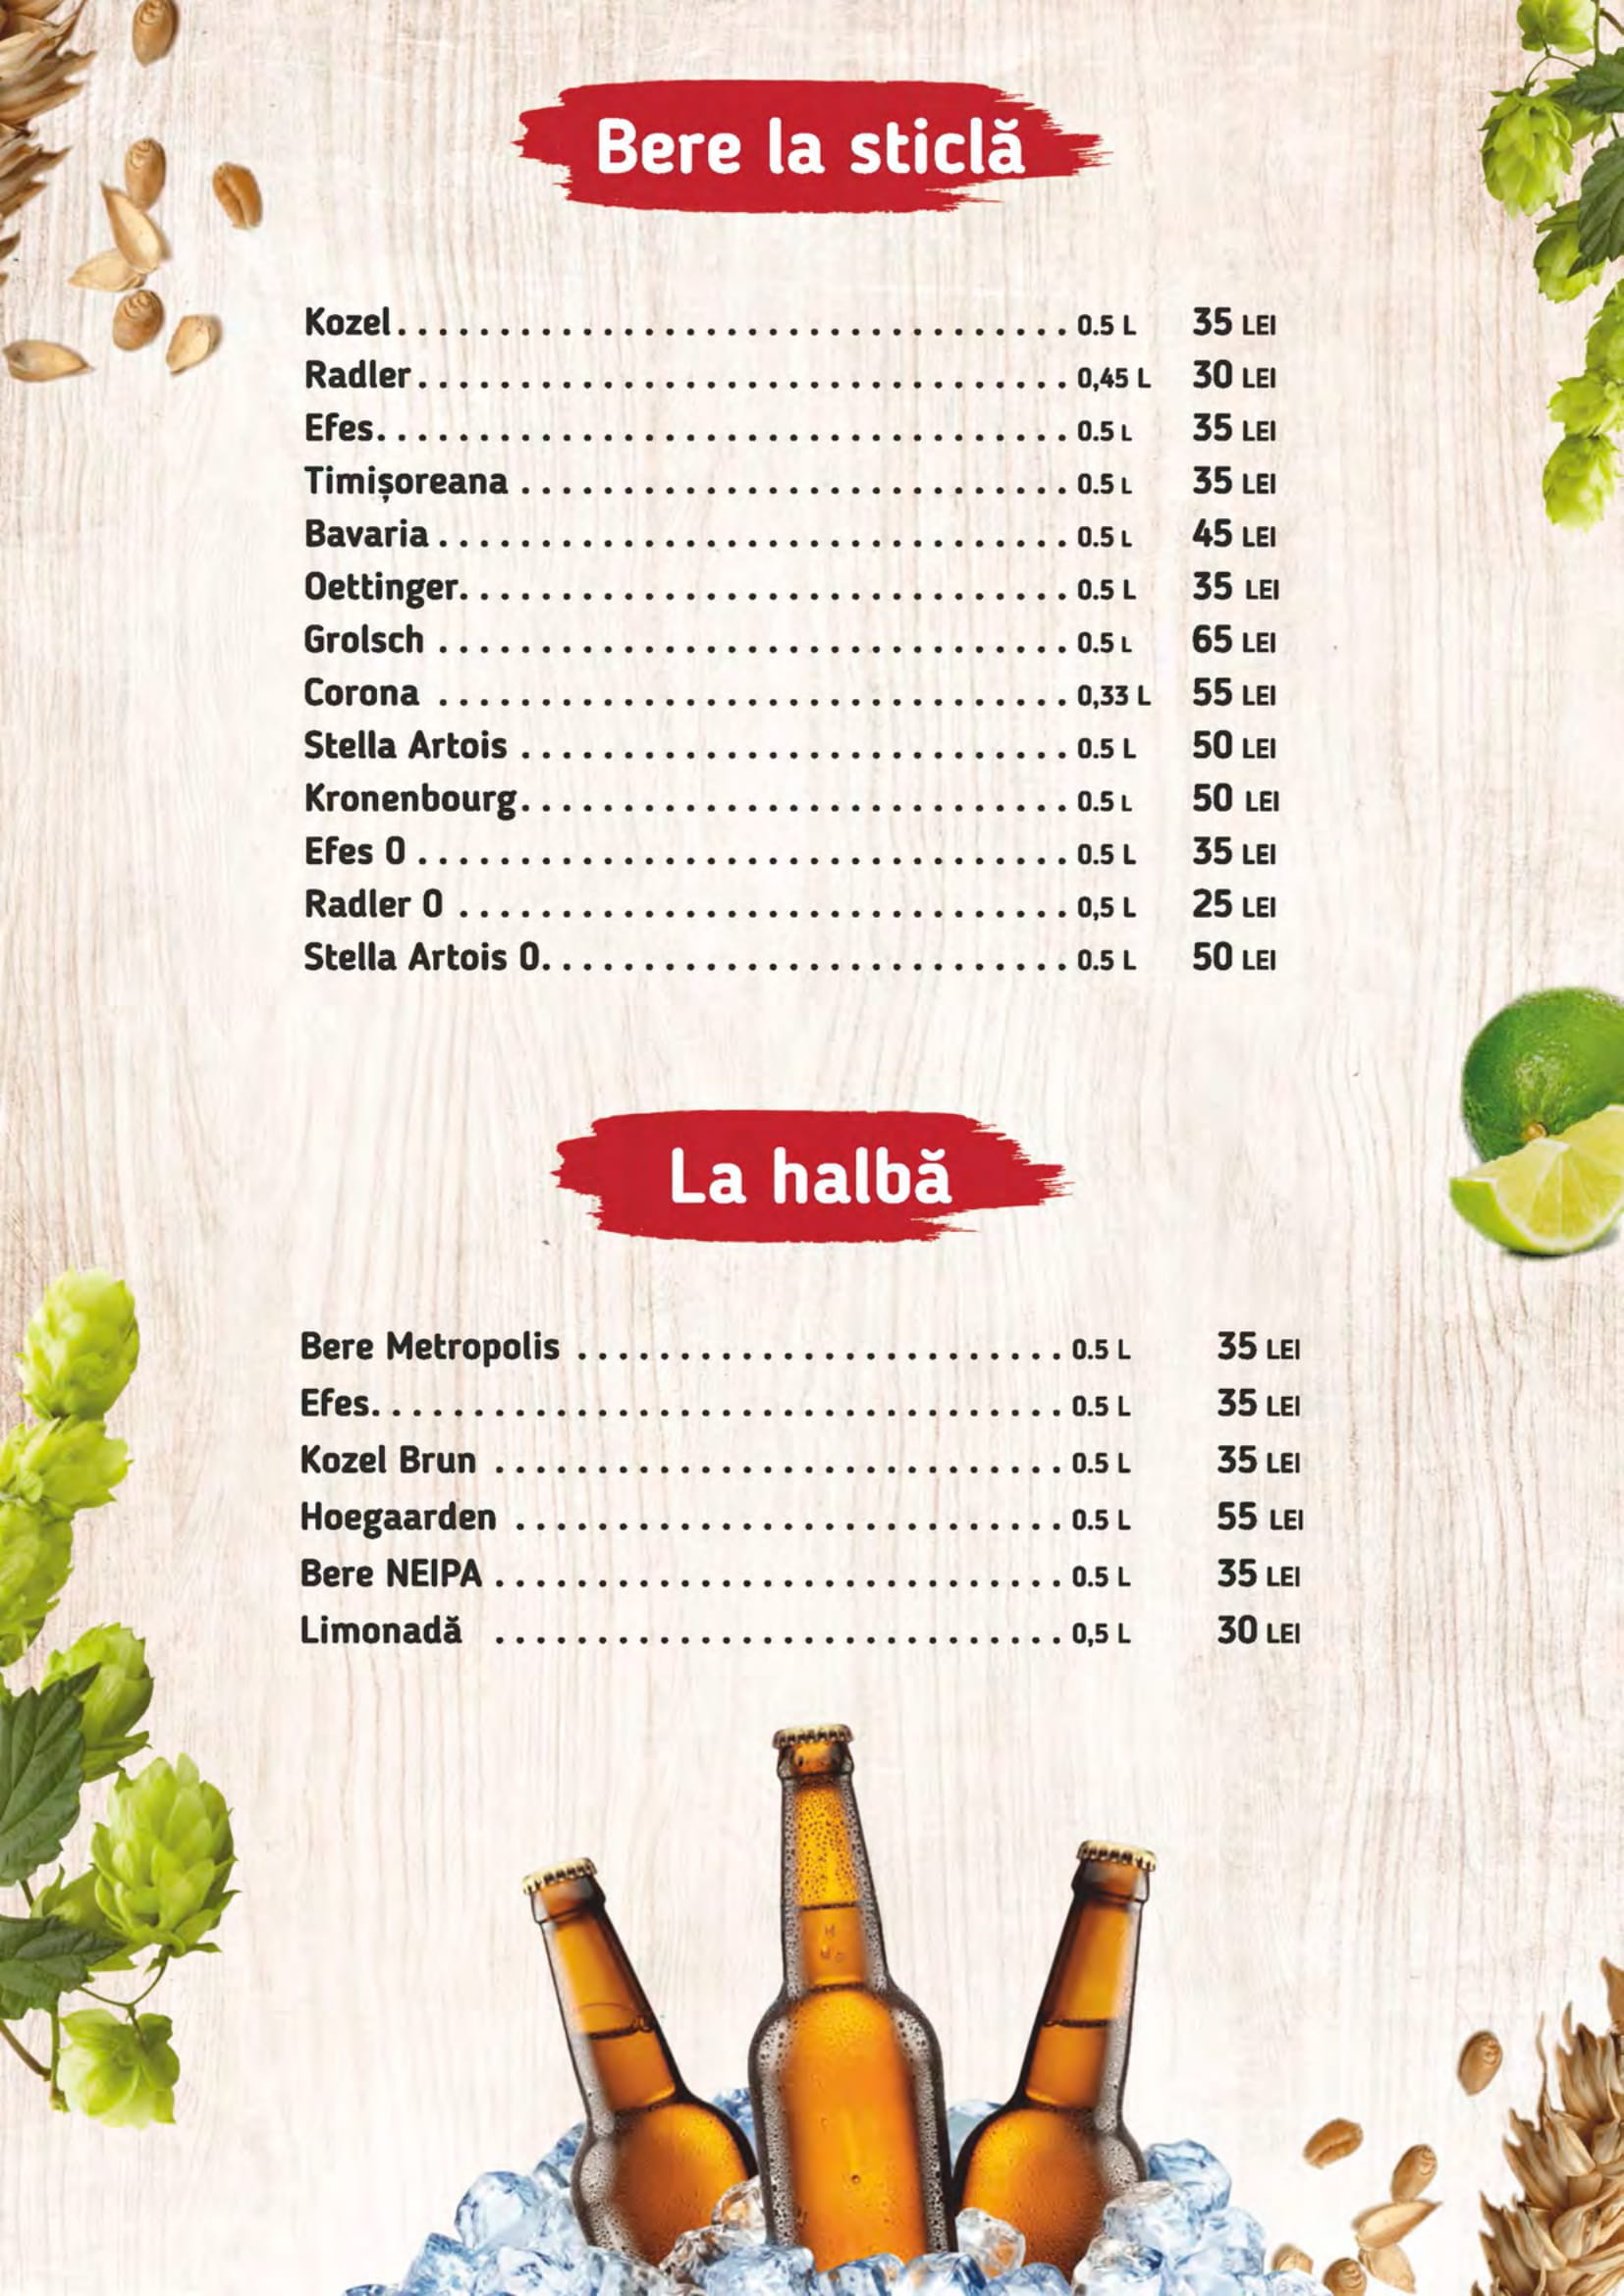 Bere la sticlă
Kozel. . . . . . . . . . . . . . . . . . . . . . . . . . . . . . . . . 0.5 L 35 LEI
Radler. . . . . . . . . . . . . . . . . . . . . . . . . . . . . . . . 0,45 L 30 LEI
Efes. . . . . . . . . . . . . . . . . . . . . . . . . . . . . . . . . . 0.5 L 35 LEI
Timișoreana . . . . . . . . . . . . . . . . . . . . . . . . . . . 0.5 L 35 LEI
Bavaria . . . . . . . . . . . . . . . . . . . . . . . . . . . . . . . 0.5 L 45 LEI
Oettinger. . . . . . . . . . . . . . . . . . . . . . . . . . . . . . 0.5 L 35 LEI
Grolsch . . . . . . . . . . . . . . . . . . . . . . . . . . . . . . . 0.5 L 65 LEI
Corona . . . . . . . . . . . . . . . . . . . . . . . . . . . . . . . 0,33 L 55 LEI
Stella Artois . . . . . . . . . . . . . . . . . . . . . . . . . . . 0.5 L 50 LEI
Kronenbourg. . . . . . . . . . . . . . . . . . . . . . . . . . . 0.5 L 50 LEI
Efes 0 . . . . . . . . . . . . . . . . . . . . . . . . . . . . . . . . 0.5 L 35 LEI
Radler 0 . . . . . . . . . . . . . . . . . . . . . . . . . . . . . . 0,5 L 25 LEI
Stella Artois 0. . . . . . . . . . . . . . . . . . . . . . . . . . 0.5 L 50 LEI
La halbă
Bere Metropolis . . . . . . . . . . . . . . . . . . . . . . . . 0.5 L 35 LEI
Efes. . . . . . . . . . . . . . . . . . . . . . . . . . . . . . . . . . 0.5 L 35 LEI
Kozel Brun . . . . . . . . . . . . . . . . . . . . . . . . . . . . 0.5 L 35 LEI
Hoegaarden . . . . . . . . . . . . . . . . . . . . . . . . . . . 0.5 L 55 LEI
Bere NEIPA . . . . . . . . . . . . . . . . . . . . . . . . . . . . 0.5 L 35 LEI
Limonadă . . . . . . . . . . . . . . . . . . . . . . . . . . . . 0,5 L 30 LEI